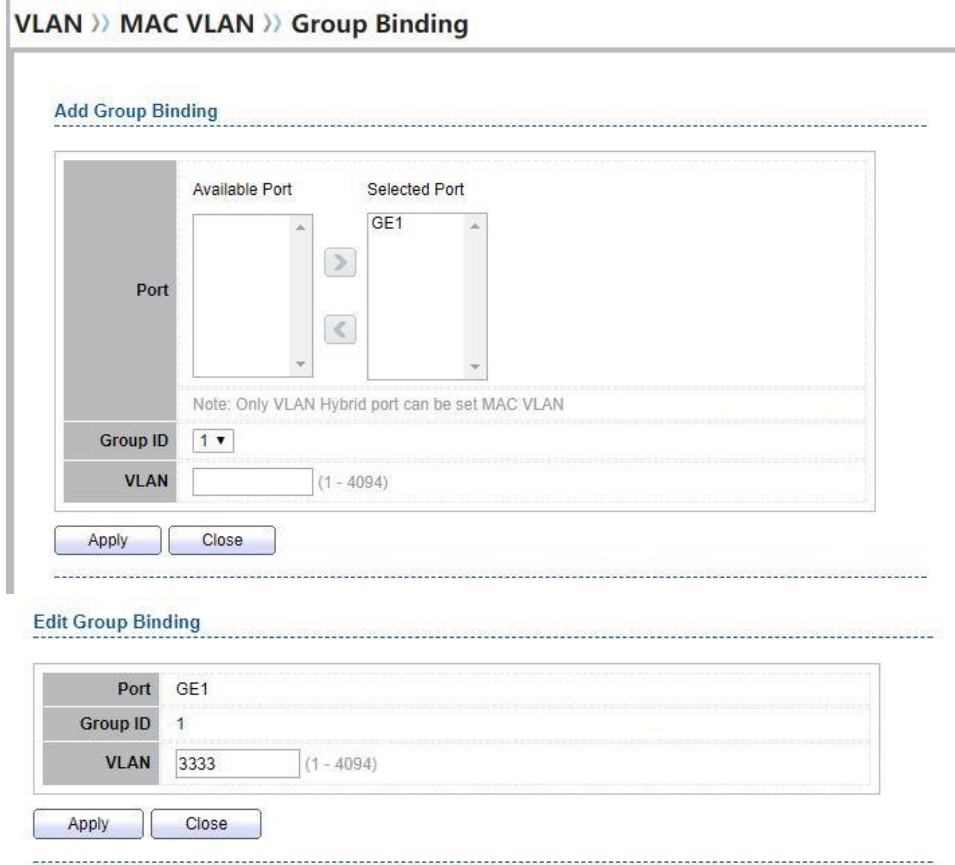 VLAN >> MAC VLAN >> Group Binding
Add Group Binding
Available Port Selected Port
GE1
Port
Note: Only VLAN Hybrid port can be set MAC VLAN
Group ID 1
VLAN (1 - 4094)
Apply Close
Edit Group Binding
Port GE1
Group ID 1
VLAN 3333 (1 - 4094)
Apply Close